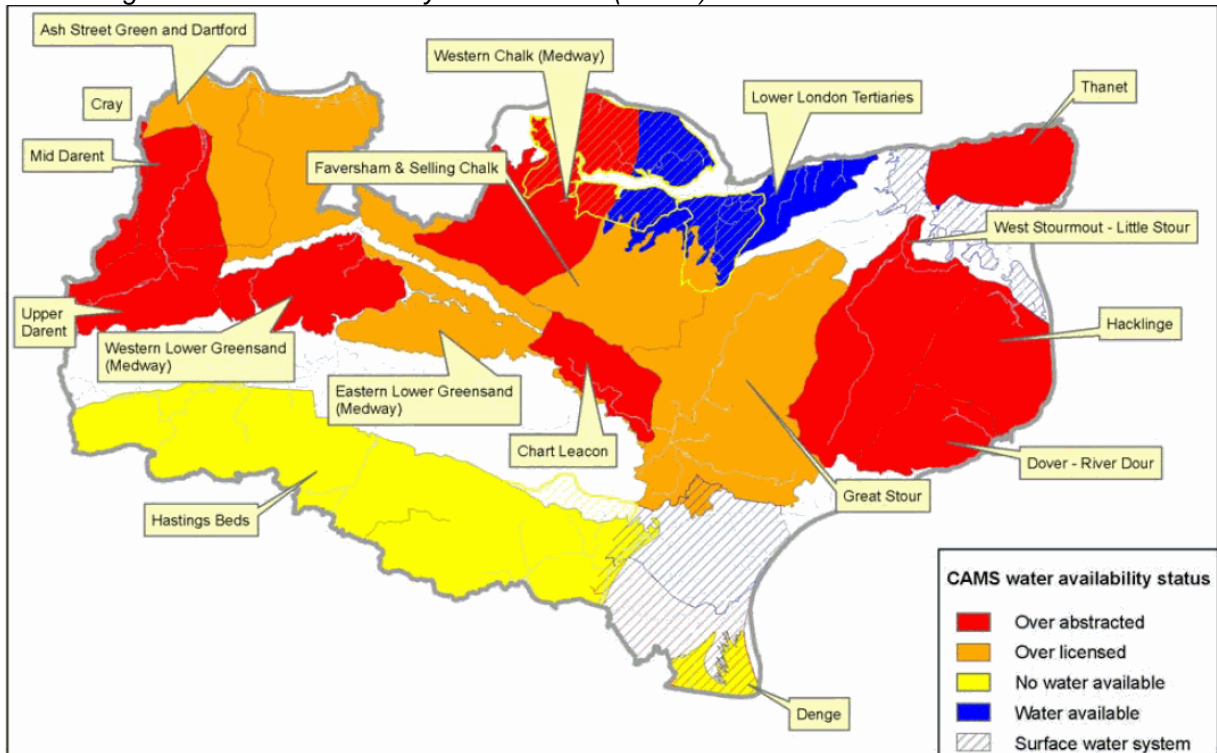 Ash Street Green and Dartford
Western Chalk (Medway)
Cray
Lower London Tertiaries
Thanet
Mid Darent
Faversham & Selling Chalk
West Stourmout - Little Stour
Upper
Darent
Western Lower Greensand
(Medway)
Hacklinge
Eastern Lower Greensand
(Medway)
Chart Leacon
Dover - River Dour
Great Stour
Hastings Beds
Denge
CAMS water availability status
Over abstracted
Over licensed
No water available
Water available
Surface water system